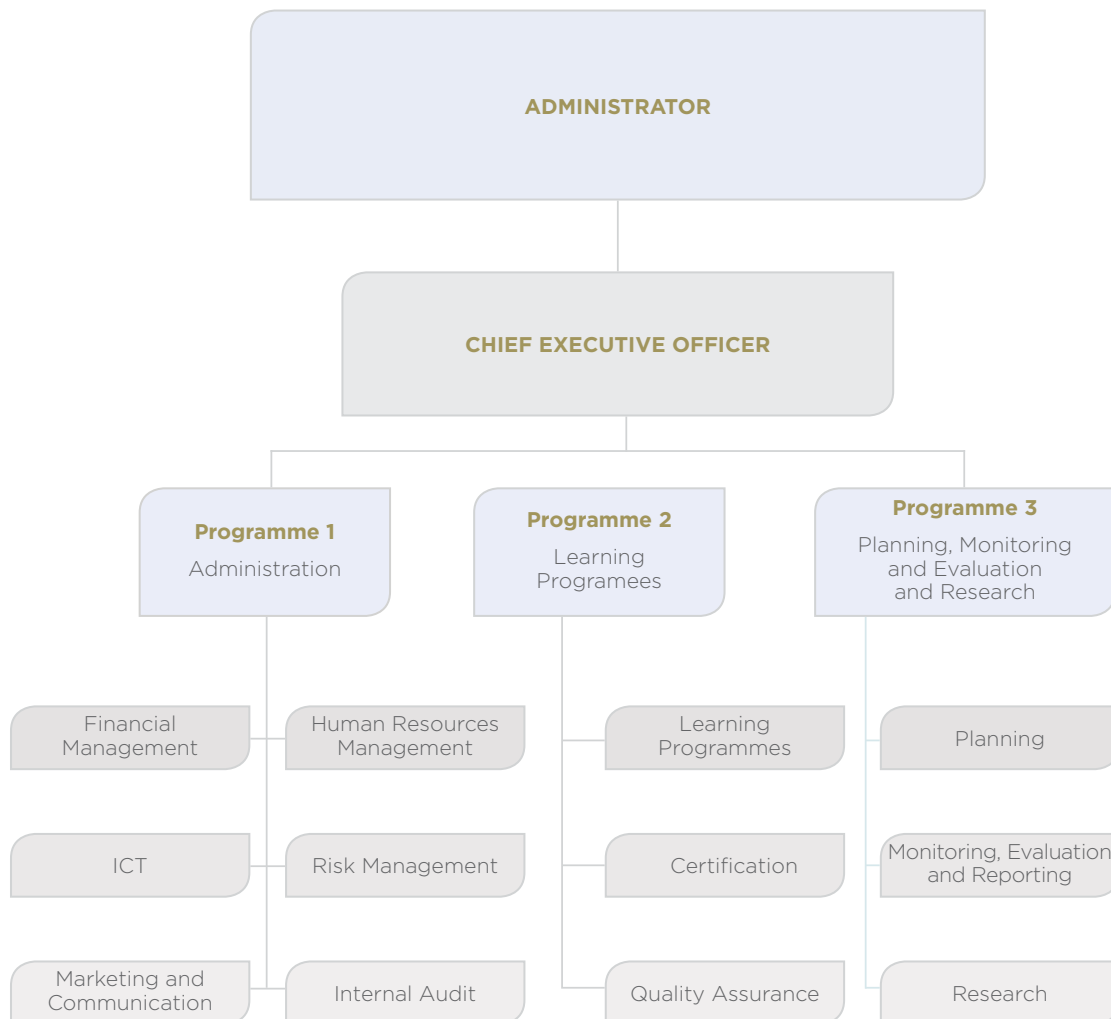 ADMINISTRATOR
CHIEF EXECUTIVE OFFICER
Programme 1
Administration
Programme 2
Learning
Programees
Programme 3
Planning, Monitoring
and Evaluation
and Research
Financial
Management
Human Resources
Management
Learning
Programmes
Planning
ICT
Risk Management
Certification
Monitoring, Evaluation
and Reporting
Marketing and
Communication
Internal Audit
Quality Assurance
Research